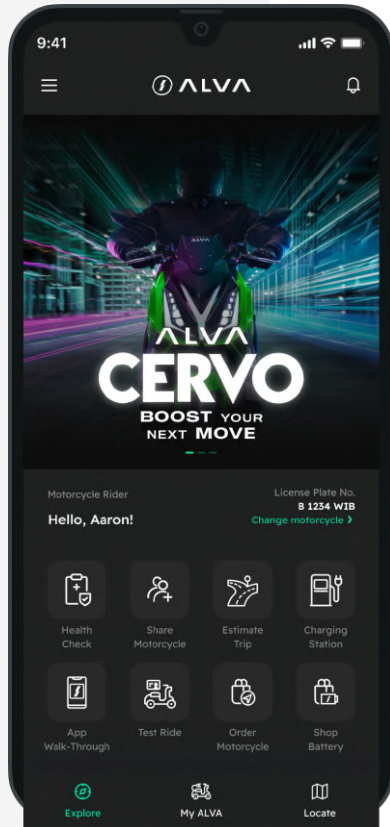 9:41
ALVA
ALVA
ALVA
CERVO
BOOST YOUR
NEXT MOVE
Motorcycle Rider
License Plate No.
Hello, Aaron!
B 1234 WIB
Change motorcycle
Health
Check
Share
Motorcycle
Estimate
Trip
Charging
Station
App
Walk-Through
Test Ride
Order
Motorcycle
Shop
Battery
Explore
My ALVA
Locate